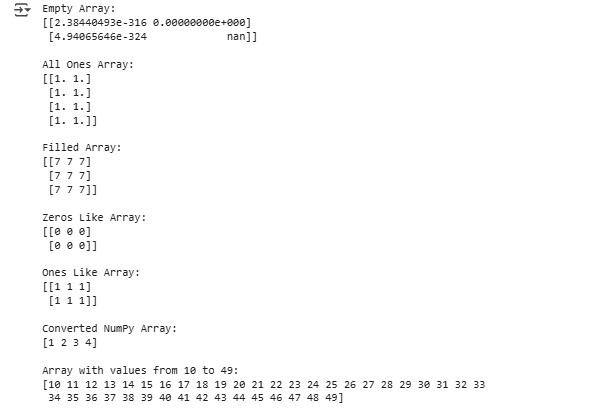 Empty Array:
[[2.38440493e-316 0.00000000e+000]
 [4.94065646e-324             nan]]
All Ones Array:
[[1. 1.]
 [1. 1.]
 [1. 1.]
 [1. 1.]]
Filled Array:
[[7 7 7]
 [7 7 7]
 [7 7 7]]
Zeros Like Array:
[[0 0 0]
 [0 0 0]]
Ones Like Array:
[[1 1 1]
 [1 1 1]]
Converted NumPy Array:
[1 2 3 4]
Array with values from 10 to 49:
[10 11 12 13 14 15 16 17 18 19 20 21 22 23 24 25 26 27 28 29 30 31 32 33
 34 35 36 37 38 39 40 41 42 43 44 45 46 47 48 49]